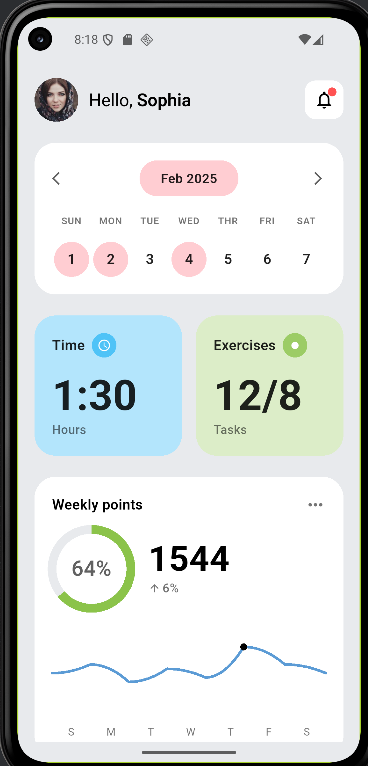 8:18
Hello, Sophia
Feb 2025
SUN MON TUE WED THR FRI SAT
1 2 3 4 5 6 7
Time
1:30
Hours
Exercises
12/8
Tasks
Weekly points
64%
1544
↑ 6%
S M T W T F S